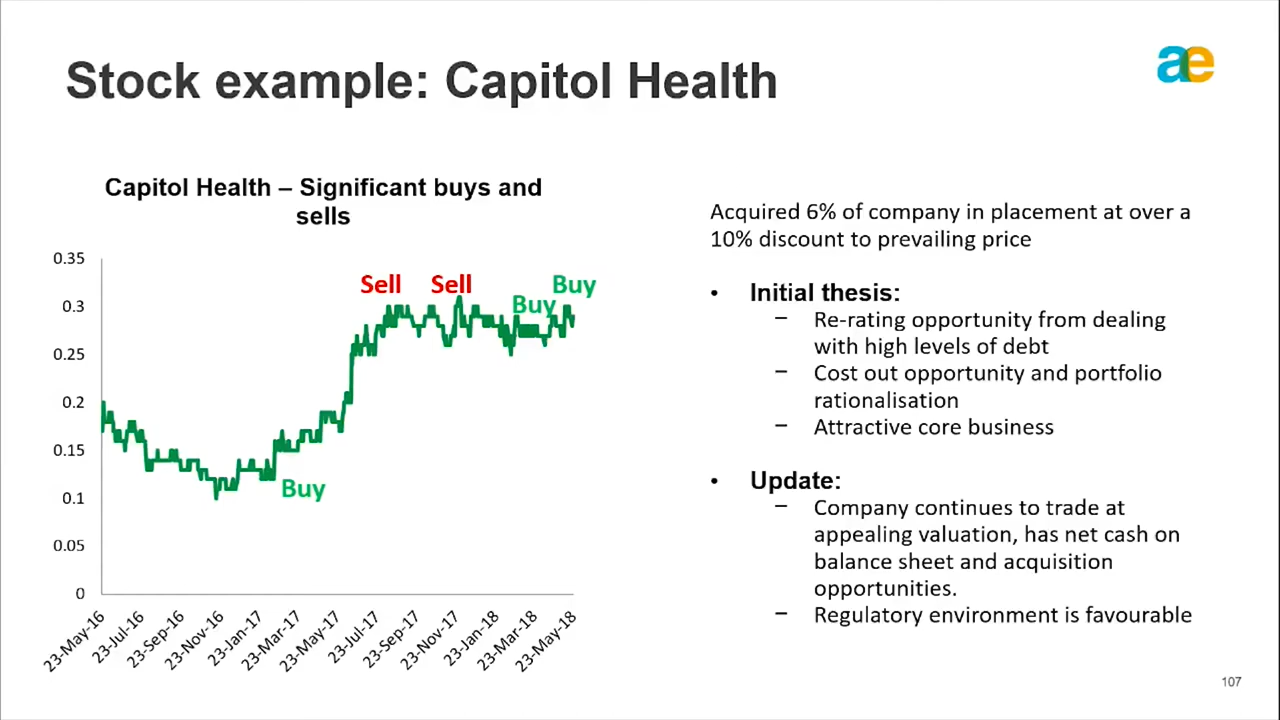 Stock example: Capitol Health
ae
Capitol Health – Significant buys and
sells
0.35
0.3
0.25
0.2
0.15
0.1
0.05
0
Sell
Sell
Buy
Buy
Buy
23-May-16
23-Jul-16
23-Sep-16
23-Nov-16
23-Jan-17
23-Mar-17
23-May-17
23-Jul-17
23-Sep-17
23-Nov-17
23-Jan-18
23-Mar-18
23-May-18
Acquired 6% of company in placement at over a
10% discount to prevailing price
• Initial thesis:
– Re-rating opportunity from dealing
with high levels of debt
– Cost out opportunity and portfolio
rationalisation
– Attractive core business
• Update:
– Company continues to trade at
appealing valuation, has net cash on
balance sheet and acquisition
opportunities.
– Regulatory environment is favourable
107